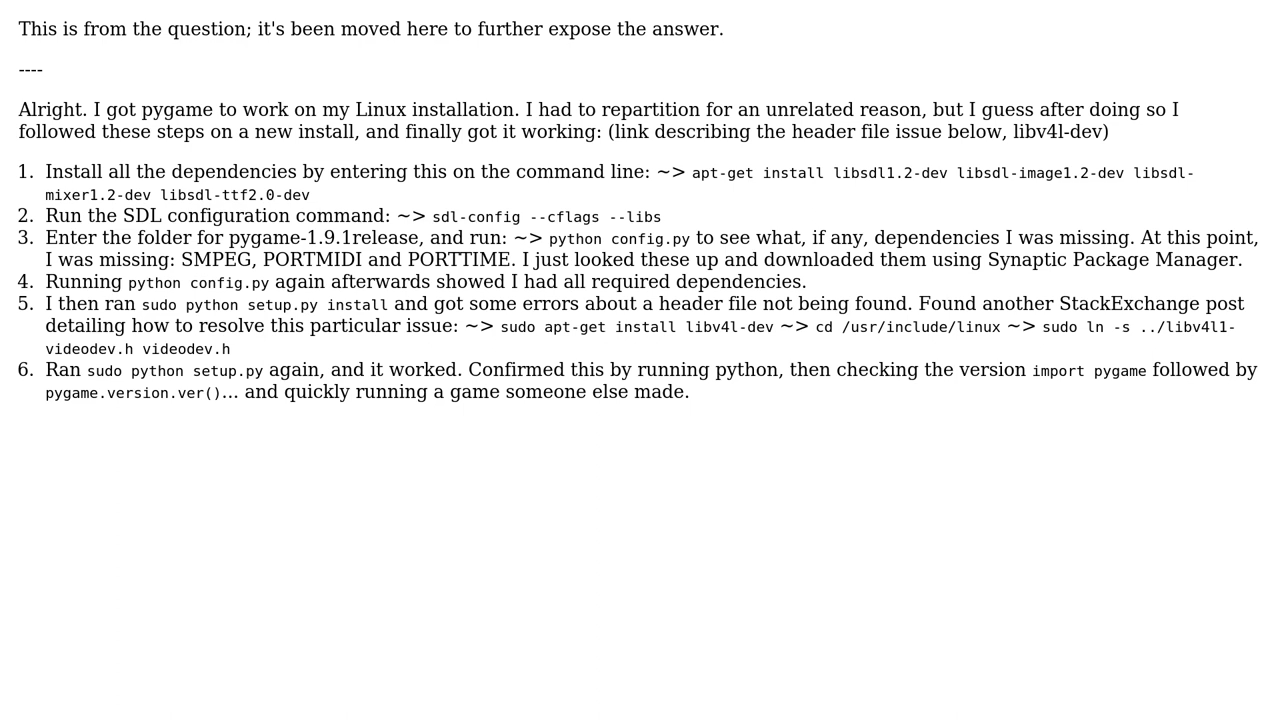 This is from the question; it's been moved here to further expose the answer.
----
Alright. I got pygame to work on my Linux installation. I had to repartition for an unrelated reason, but I guess after doing so I
followed these steps on a new install, and finally got it working: (link describing the header file issue below, libv4l-dev)
1. Install all the dependencies by entering this on the command line: ~> apt-get install libsdl1.2-dev libsdl-image1.2-dev libsdl-
mixer1.2-dev libsdl-ttf2.0-dev
2. Run the SDL configuration command: ~> sdl-config --cflags --libs
3. Enter the folder for pygame-1.9.1release, and run: ~> python config.py to see what, if any, dependencies I was missing. At this point,
I was missing: SMPEG, PORTMIDI and PORTTIME. I just looked these up and downloaded them using Synaptic Package Manager.
4. Running python config.py again afterwards showed I had all required dependencies.
5. I then ran sudo python setup.py install and got some errors about a header file not being found. Found another StackExchange post
detailing how to resolve this particular issue: ~> sudo apt-get install libv4l-dev ~> cd /usr/include/linux ~> sudo ln -s ../libv4l1-
videodev.h videodev.h
6. Ran sudo python setup.py again, and it worked. Confirmed this by running python, then checking the version import pygame followed by
pygame.version.ver()... and quickly running a game someone else made.